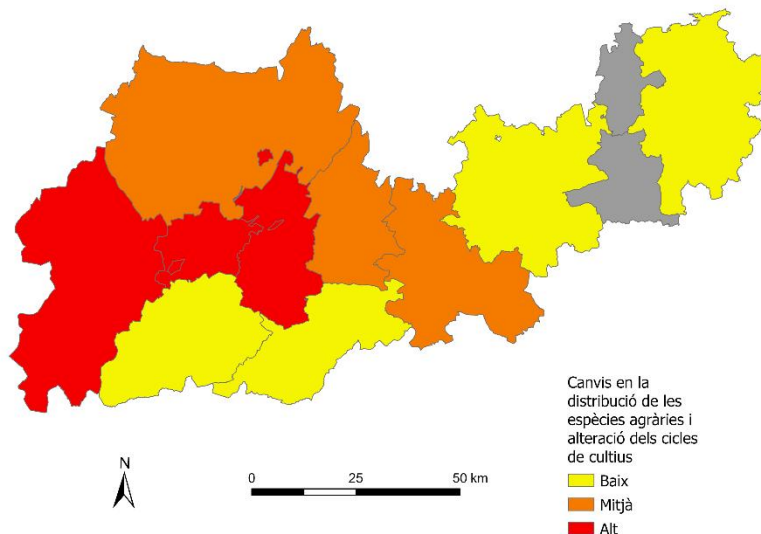 Canvis en la
distribució de les
espècies agràries i
alteració dels cicles
de cultius
Baix
Mitjà
Alt
N
0 25 50 km